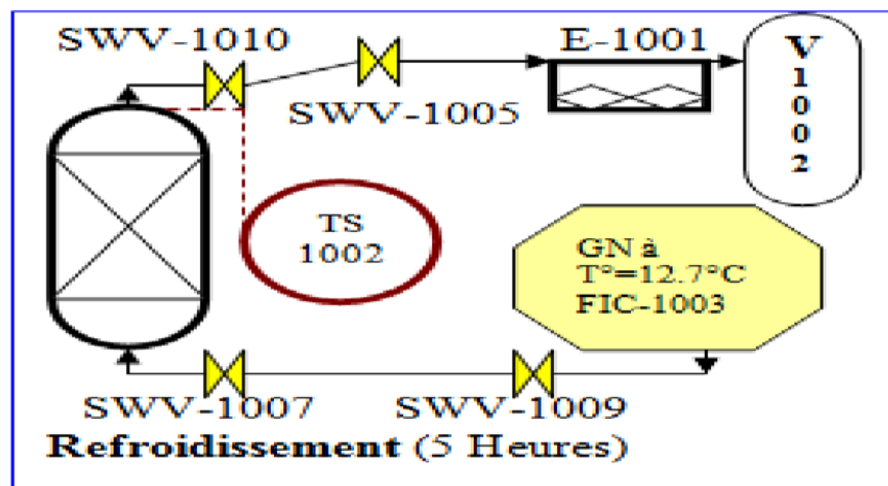 SWV-1010
E-1001
V
1
0
0
2
SWV-1005
TS
1002
GN à
T°=12.7°C
FIC-1003
SWV-1007
SWV-1009
Refroidissement (5 Heures)